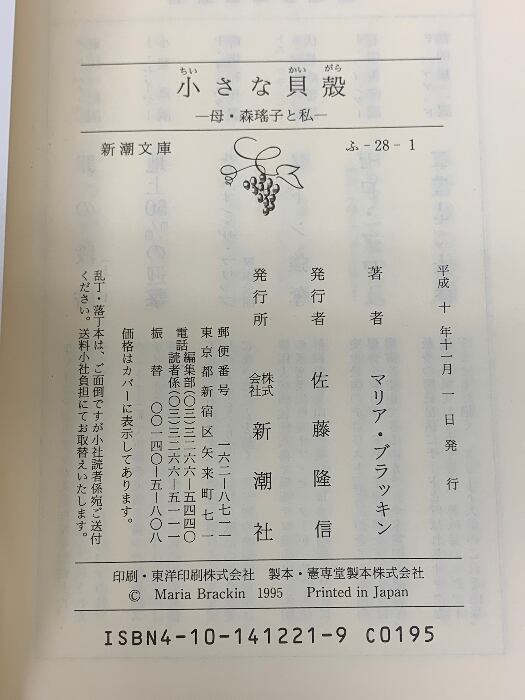 ちい かい がら
小さな貝殻
―母・森瑤子と私―
新潮文庫 ふ-28-1
平成十年十一月一日発行
著者 マリア・ブラッキン
発行者 佐藤隆信
発行所 株式会社 新潮社
郵便番号 一六二―八七一一
東京都新宿区矢来町七一
電話 編集部(〇三)三二六六―五四四〇
読者係(〇三)三二六六―五一一一
振替 〇〇一四〇―五―八〇八
価格はカバーに表示してあります。
乱丁・落丁本は、ご面倒ですが小社読者係宛ご送付
ください。送料小社負担にてお取替えいたします。
印刷・東洋印刷株式会社 製本・憲専堂製本株式会社
© Maria Brackin 1995 Printed in Japan
ISBN4-10-141221-9 C0195